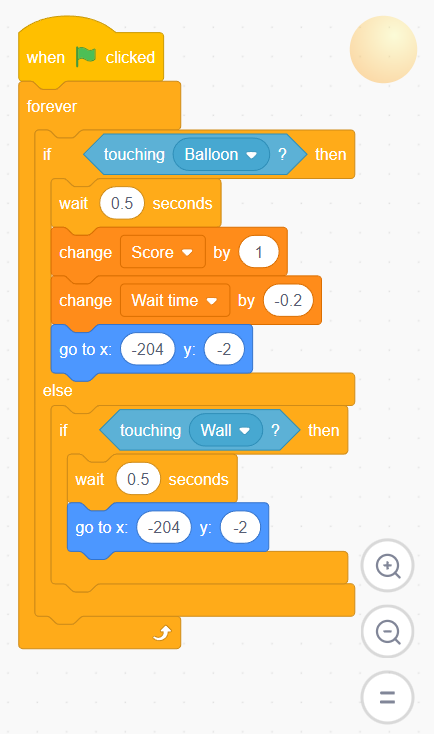 when clicked
forever
if touching Balloon ? then
wait 0.5 seconds
change Score by 1
change Wait time by -0.2
go to x: -204 y: -2
else
if touching Wall ? then
wait 0.5 seconds
go to x: -204 y: -2